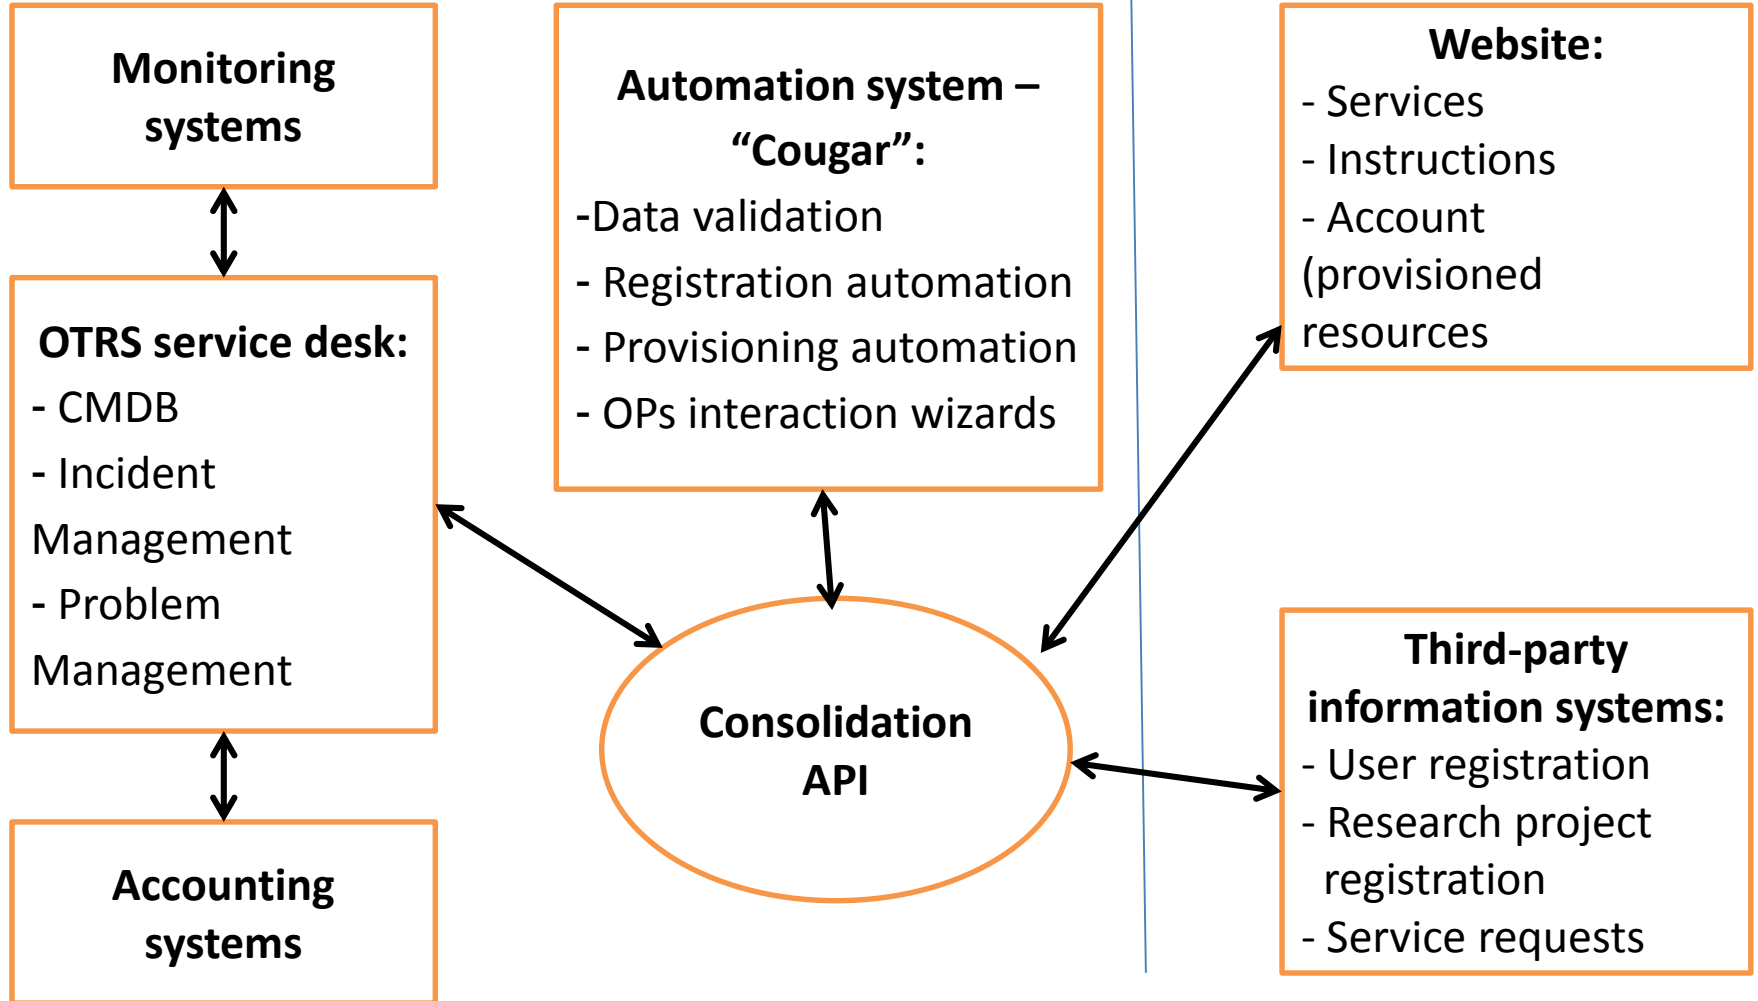 Monitoring
systems
OTRS service desk:
- CMDB
- Incident
Management
- Problem
Management
Accounting
systems
Automation system –
“Cougar”:
-Data validation
- Registration automation
- Provisioning automation
- OPs interaction wizards
Consolidation
API
Website:
- Services
- Instructions
- Account
(provisioned
resources
Third-party
information systems:
- User registration
- Research project
registration
- Service requests